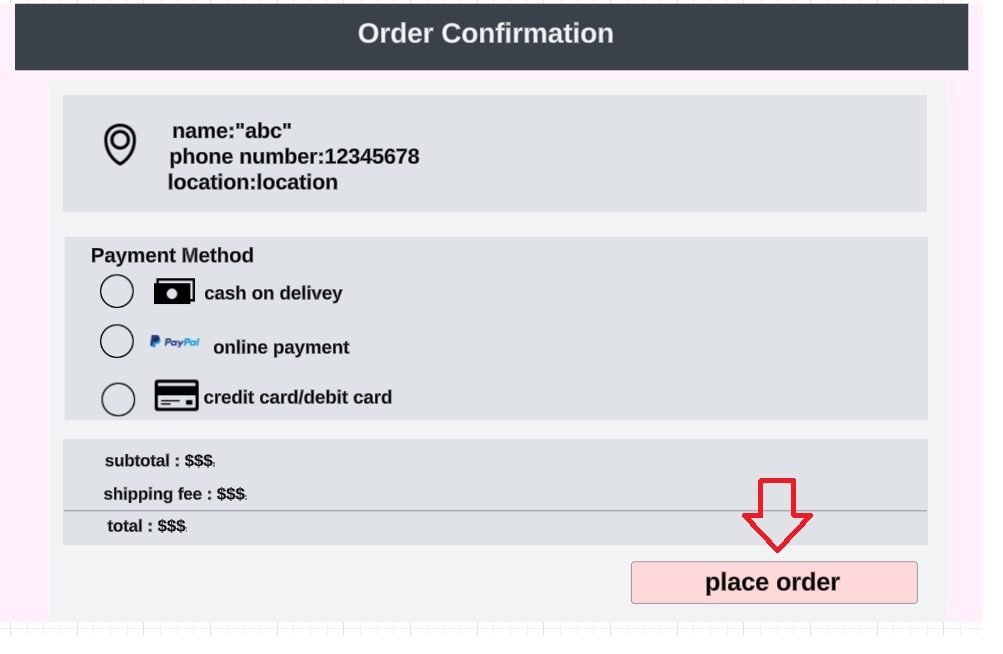 Order Confirmation
name:"abc"
phone number:12345678
location:location
Payment Method
cash on delivey
PayPal online payment
credit card/debit card
subtotal : $$$
shipping fee : $$$
total : $$$
place order